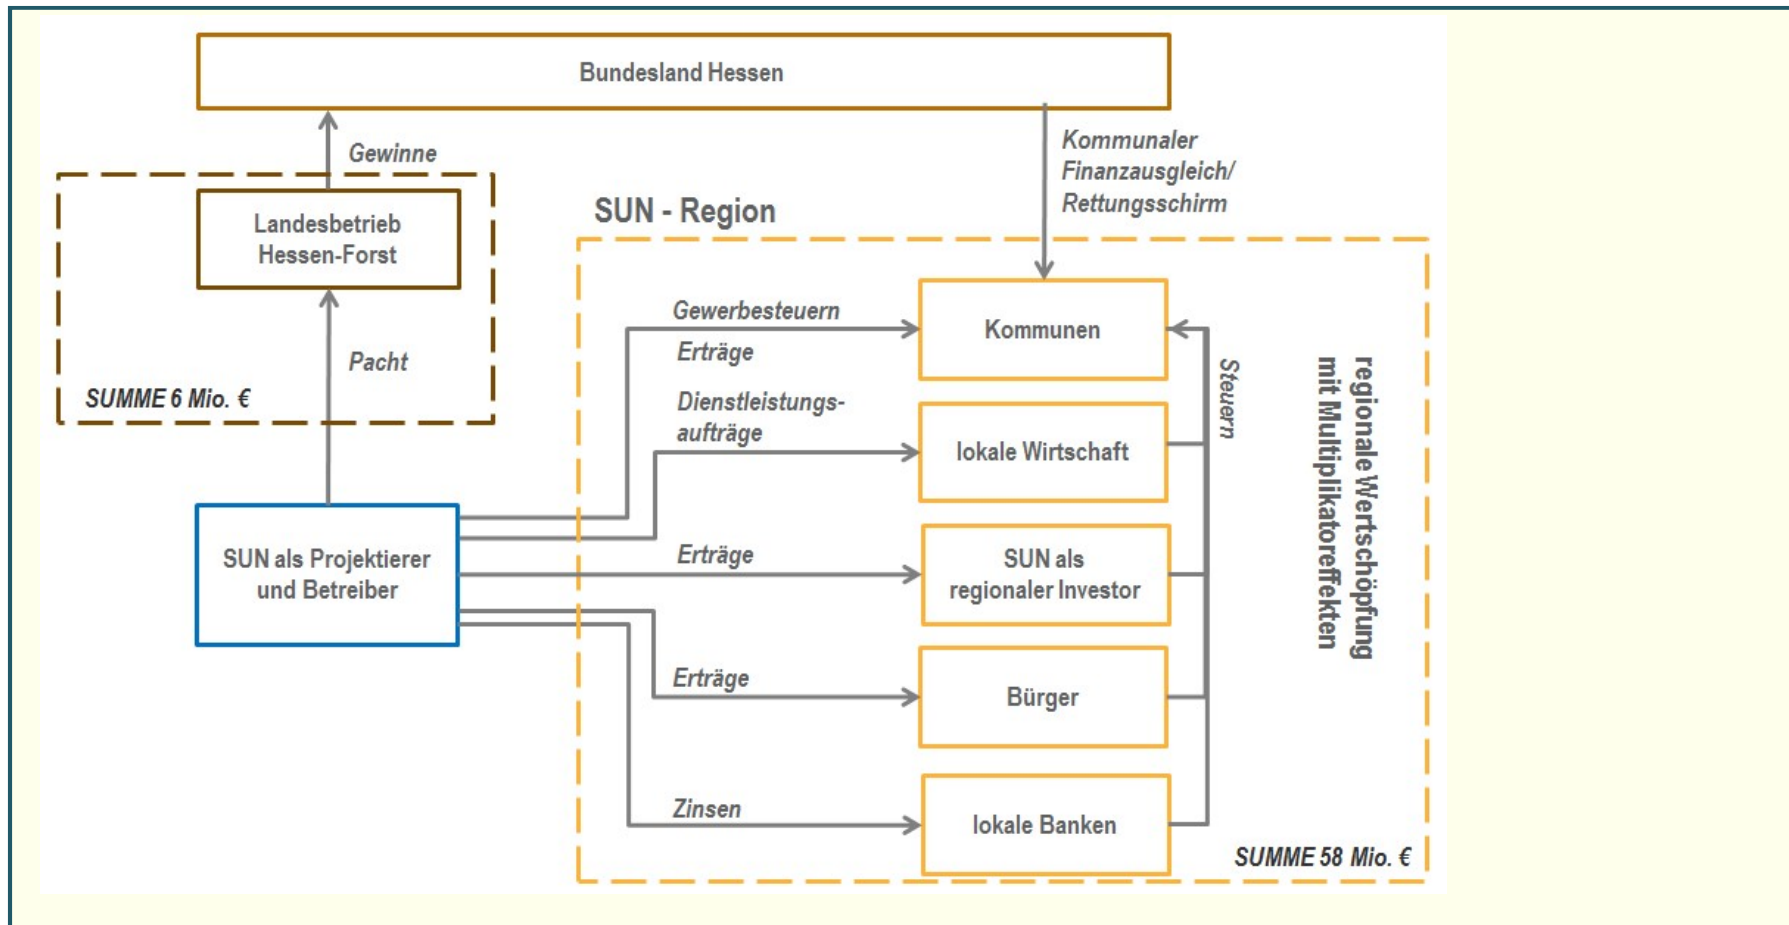 Bundesland Hessen
Gewinne
Kommunaler
Finanzausgleich/
Rettungsschirm
Landesbetrieb
Hessen-Forst
SUN - Region
Pacht
SUMME 6 Mio. €
Gewerbesteuern
Erträge
Kommunen
Steuern
regionale Wertschöpfung
mit Multiplikatoreffekten
Dienstleistungs-
aufträge
lokale Wirtschaft
SUN als Projektierer
und Betreiber
Erträge
SUN als
regionaler Investor
Erträge
Bürger
Zinsen
lokale Banken
SUMME 58 Mio. €